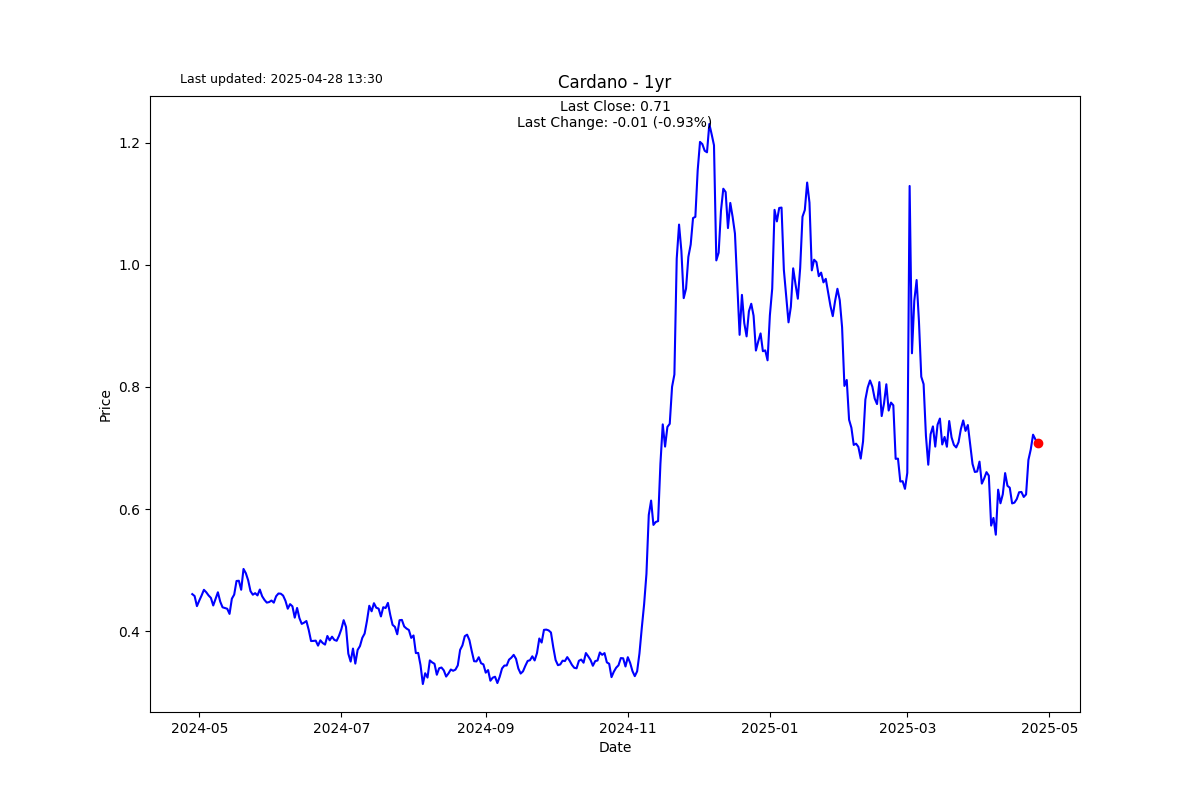 Last updated: 2025-04-28 13:30
Cardano - 1yr
Last Close: 0.71
Last Change: -0.01 (-0.93%)
1.2
1.0
0.8
0.6
0.4
Price
2024-05 2024-07 2024-09 2024-11 2025-01 2025-03 2025-05
Date